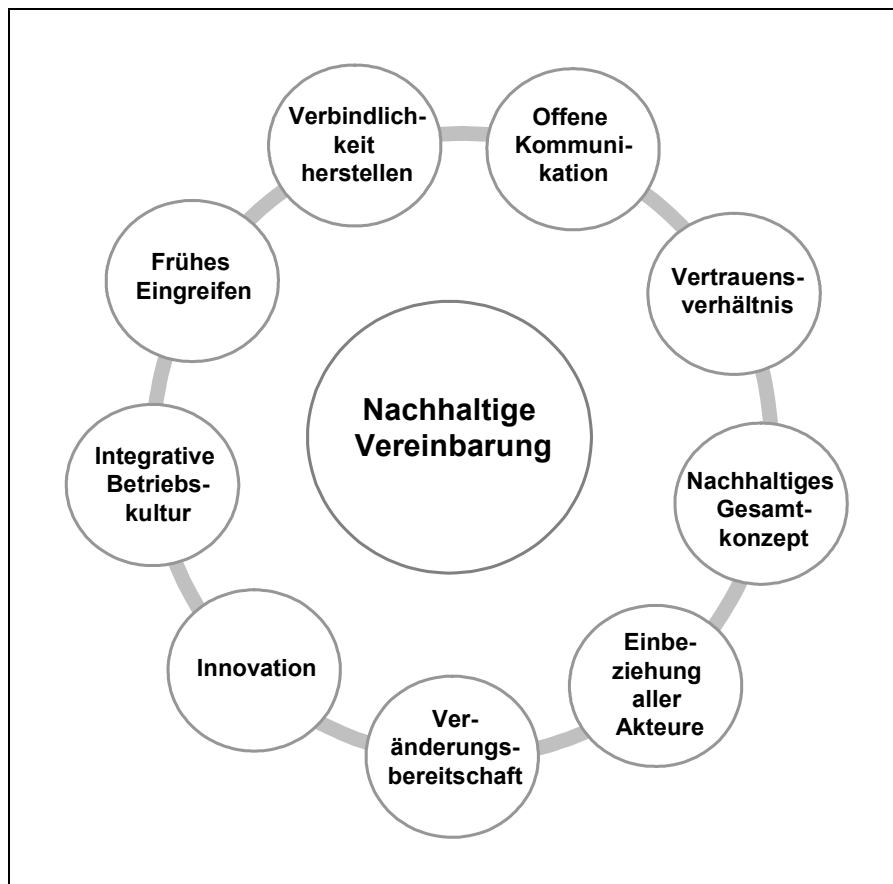 Verbindlich-
keit
herstellen
Offene
Kommuni-
kation
Vertrauens-
verhältnis
Nachhaltiges
Gesamt-
konzept
Einbe-
ziehung
aller
Akteure
Ver-
änderungs-
bereitschaft
Innovation
Integrative
Betriebs-
kultur
Frühes
Eingreifen
Nachhaltige
Vereinbarung